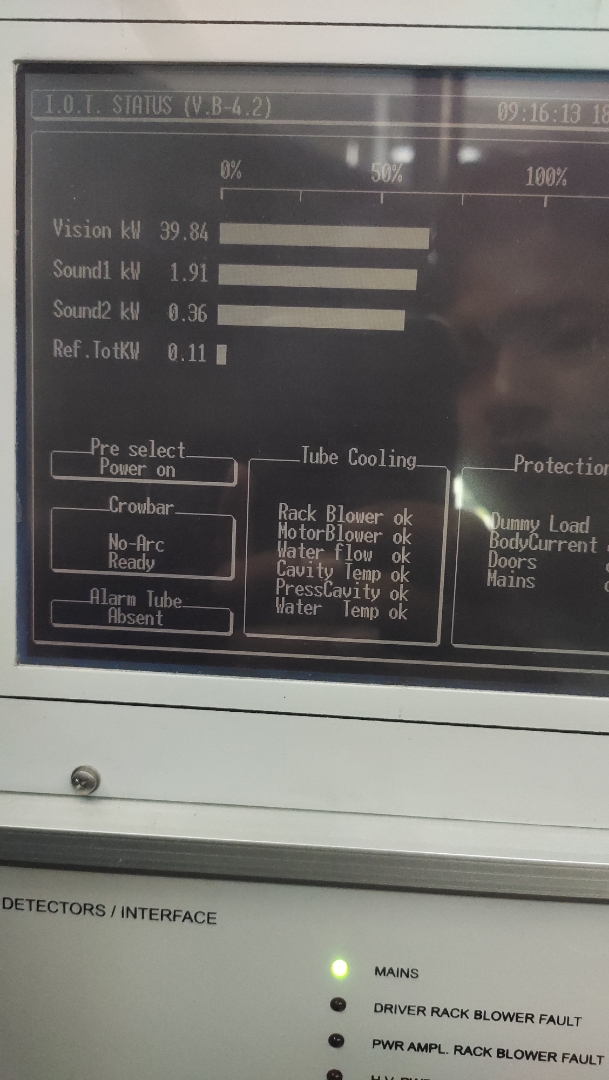 I.O.T. STATUS (V.B-4.2) 09:16:13 18
0% 50% 100%
Vision kW 39.84
Sound1 kW 1.91
Sound2 kW 0.36
Ref.TotKW 0.11
Pre select
Power on
Crowbar
No-Arc
Ready
Alarm Tube
Absent
Tube Cooling
Rack Blower ok
MotorBlower ok
Water flow ok
Cavity Temp ok
PressCavity ok
Water Temp ok
Protection
Dummy Load
BodyCurrent
Doors
Mains
DETECTORS / INTERFACE
MAINS
DRIVER RACK BLOWER FAULT
PWR AMPL. RACK BLOWER FAULT